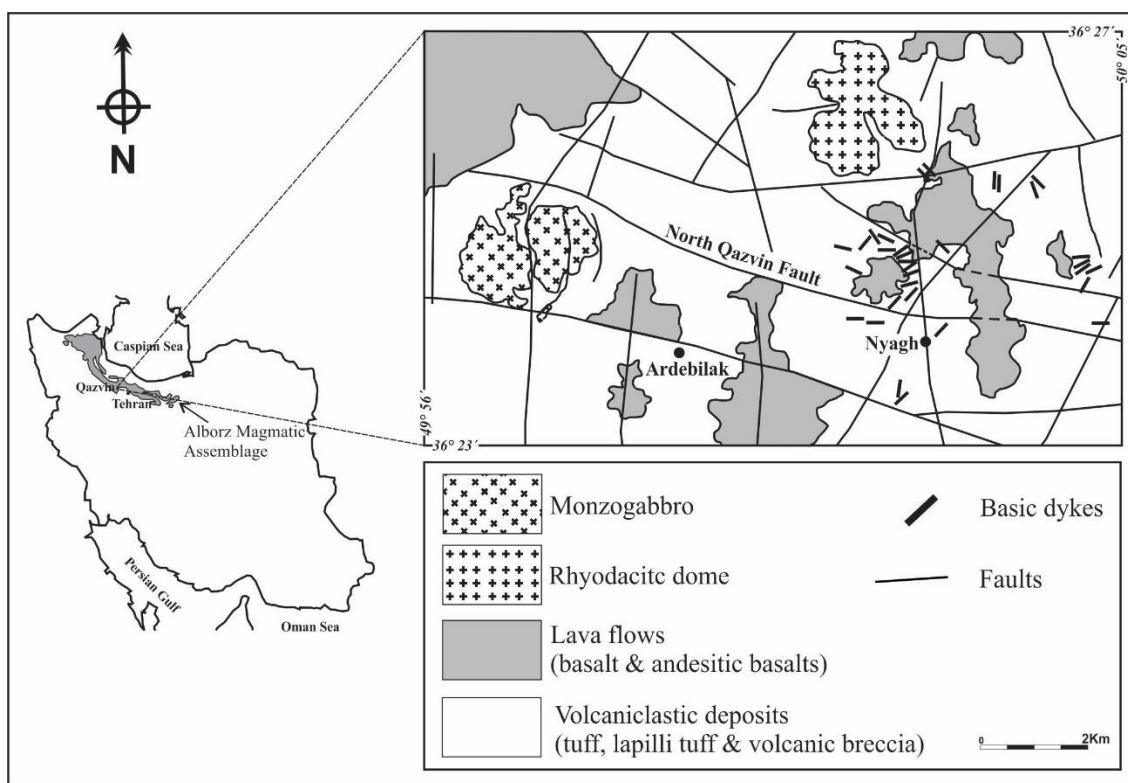 N
Caspian Sea
Qazvin
Tehran
Alborz Magmatic
Assemblage
Persian Gulf
Oman Sea
36° 27´
50° 05´
North Qazvin Fault
Nyagh
Ardebilak
49° 56´
36° 23´
Monzogabbro
Rhyodacitc dome
Lava flows
(basalt & andesitic basalts)
Volcaniclastic deposits
(tuff, lapilli tuff & volcanic breccia)
Basic dykes
Faults
0 2Km